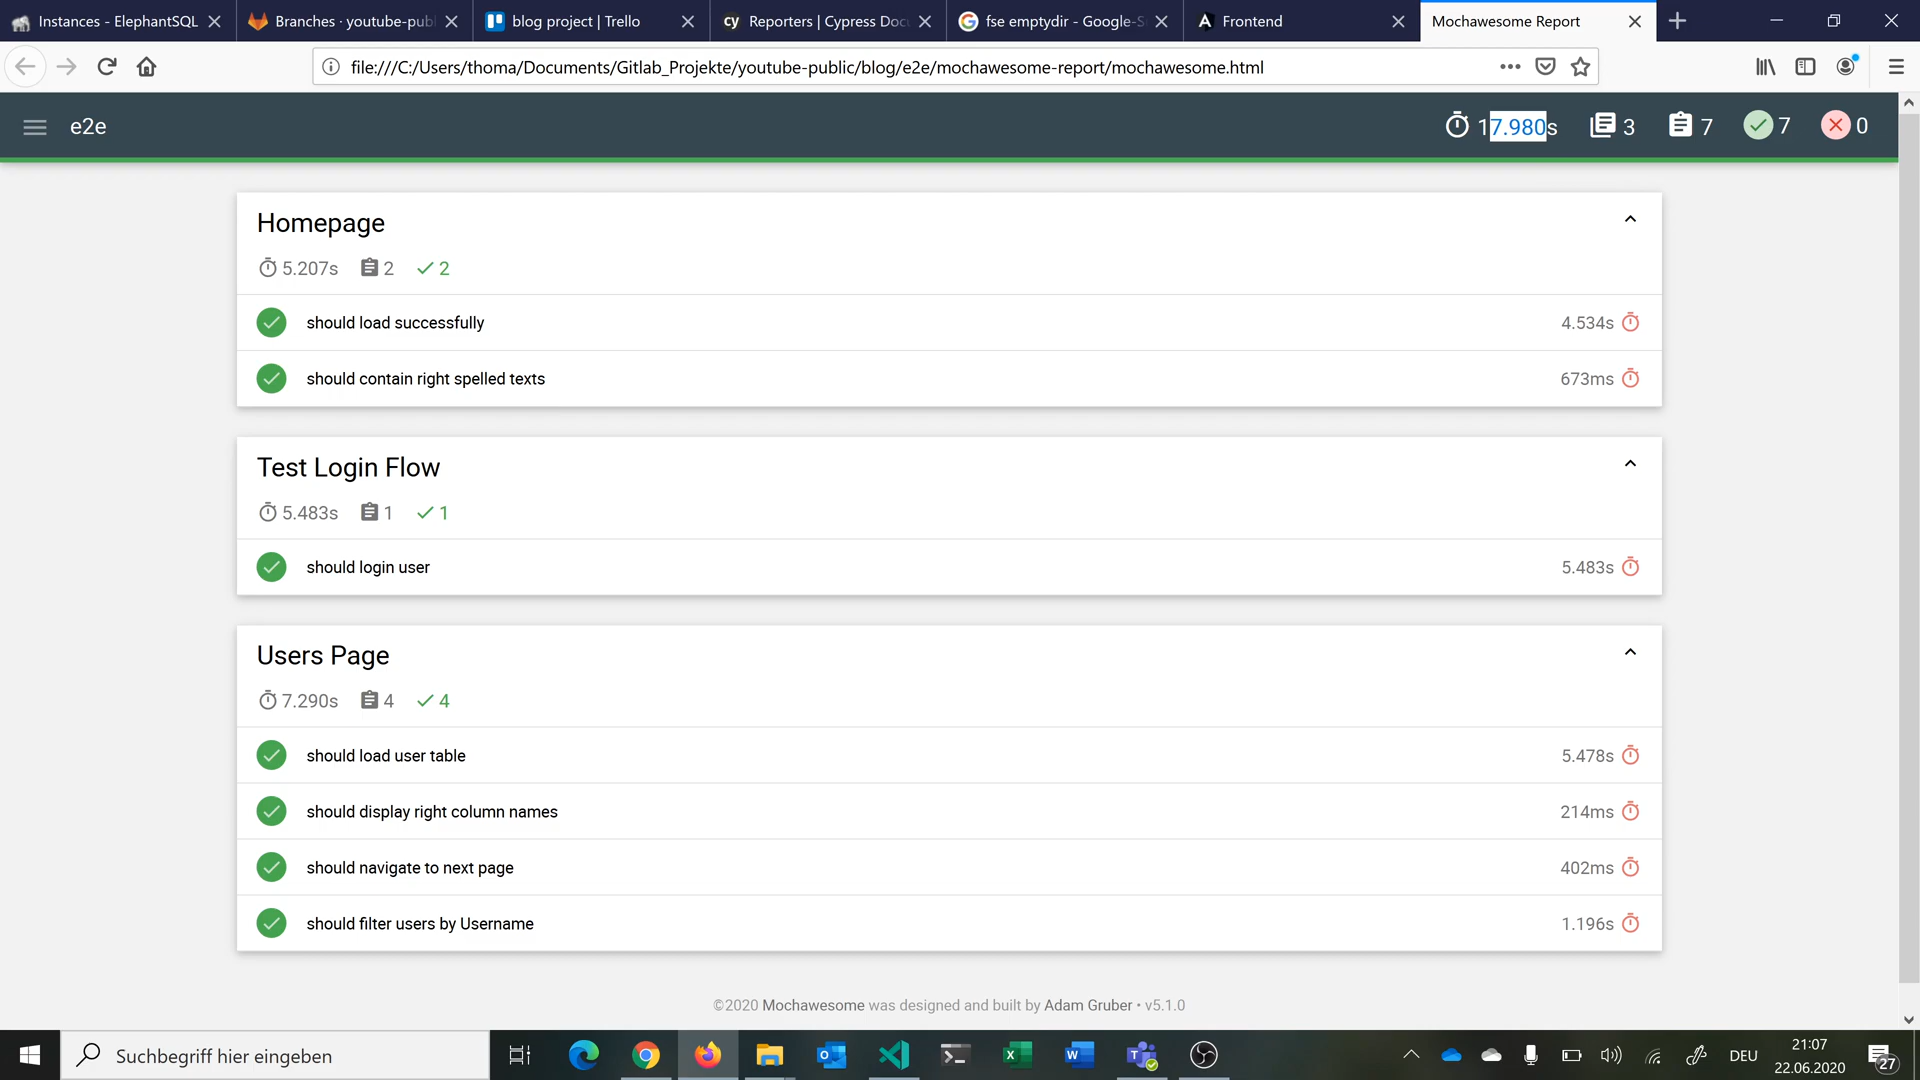 Instances - ElephantSQL
Branches · youtube-publ
blog project | Trello
cy Reporters | Cypress Docu
fse emptydir - Google-S
Frontend
Mochawesome Report
file:///C:/Users/thoma/Documents/Gitlab_Projekte/youtube-public/blog/e2e/mochawesome-report/mochawesome.html
e2e
17.980s 3 7 7 0
Homepage
5.207s 2 2
should load successfully 4.534s
should contain right spelled texts 673ms
Test Login Flow
5.483s 1 1
should login user 5.483s
Users Page
7.290s 4 4
should load user table 5.478s
should display right column names 214ms
should navigate to next page 402ms
should filter users by Username 1.196s
©2020 Mochawesome was designed and built by Adam Gruber • v5.1.0
Suchbegriff hier eingeben
DEU
21:07
22.06.2020
27